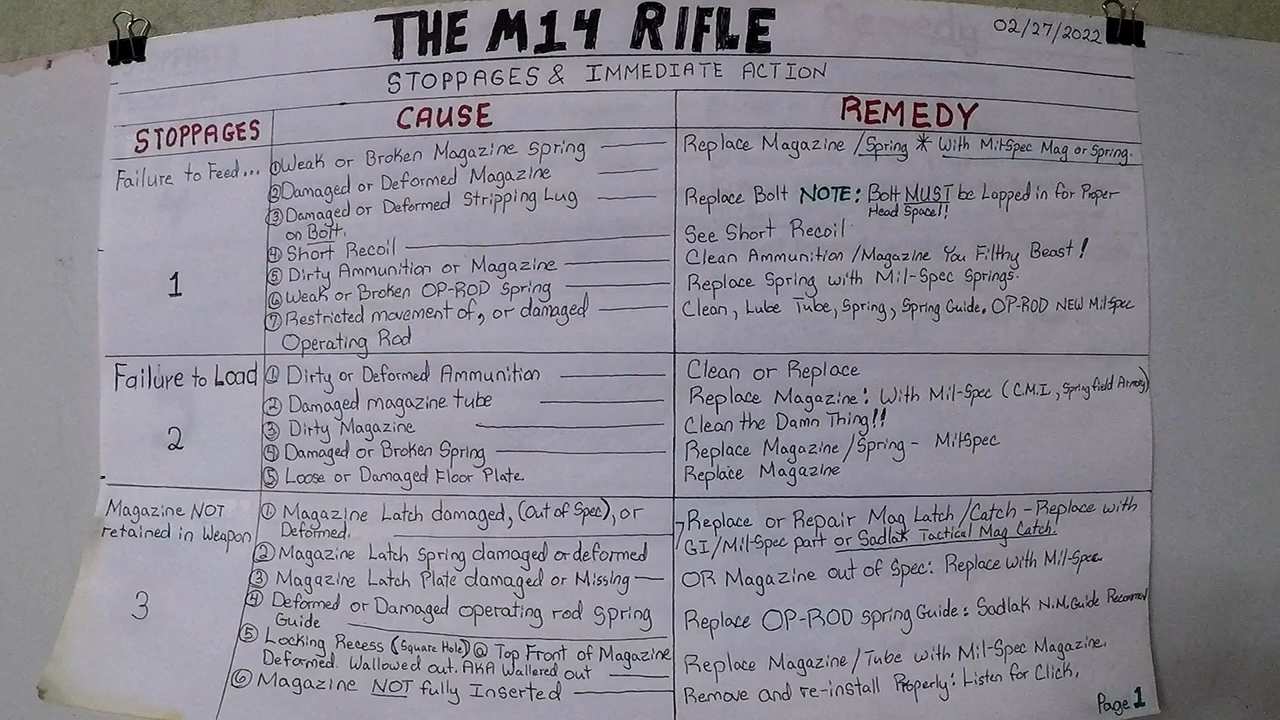 THE M14 RIFLE
02/27/2022
STOPPAGES & IMMEDIATE ACTION
STOPPAGES
CAUSE
REMEDY
Failure to Feed...
1
① Weak or Broken Magazine Spring
② Damaged or Deformed Magazine
③ Damaged or Deformed Stripping Lug
on Bolt.
④ Short Recoil
⑤ Dirty Ammunition or Magazine
⑥ Weak or Broken OP-ROD Spring
⑦ Restricted movement of, or damaged
Operating Rod
Replace Magazine / Spring * With Mil-Spec Mag or Spring.
Replace Bolt NOTE: Bolt MUST be Lapped in for Proper
Head Space!!
See Short Recoil
Clean Ammunition/Magazine You Filthy Beast!
Replace Spring with Mil-Spec Springs.
Clean, Lube Tube, Spring, Spring Guide. OP-ROD NEW MilSpec
Failure to Load
2
① Dirty or Deformed Ammunition
② Damaged magazine tube
③ Dirty Magazine
④ Damaged or Broken Spring
⑤ Loose or Damaged Floor Plate
Clean or Replace
Replace Magazine: With Mil-Spec (C.M.I., Springfield Armory)
Clean the Damn Thing!!
Replace Magazine/Spring - Mil-Spec
Replace Magazine
Magazine NOT
retained in Weapon
3
① Magazine Latch damaged, (Out of Spec), or
Deformed.
② Magazine Latch Spring damaged or deformed
③ Magazine Latch Plate damaged or Missing
④ Deformed or Damaged operating rod Spring
Guide
⑤ Locking Recess (Square Hole) @ Top Front of Magazine
Deformed. Wallowed out. AKA Wallered out
⑥ Magazine NOT fully Inserted
Replace or Repair Mag Latch/Catch - Replace with
GI/Mil-Spec part or Sadlak Tactical Mag Catch.
OR Magazine out of Spec: Replace with Mil-Spec.
Replace OP-ROD spring Guide: Sadlak N.M. Guide
Replace Magazine/Tube with Mil-Spec Magazine.
Remove and re-install Properly: Listen for Click.
Page 1